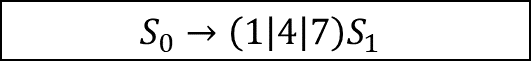 S₀ → (1|4|7)S₁